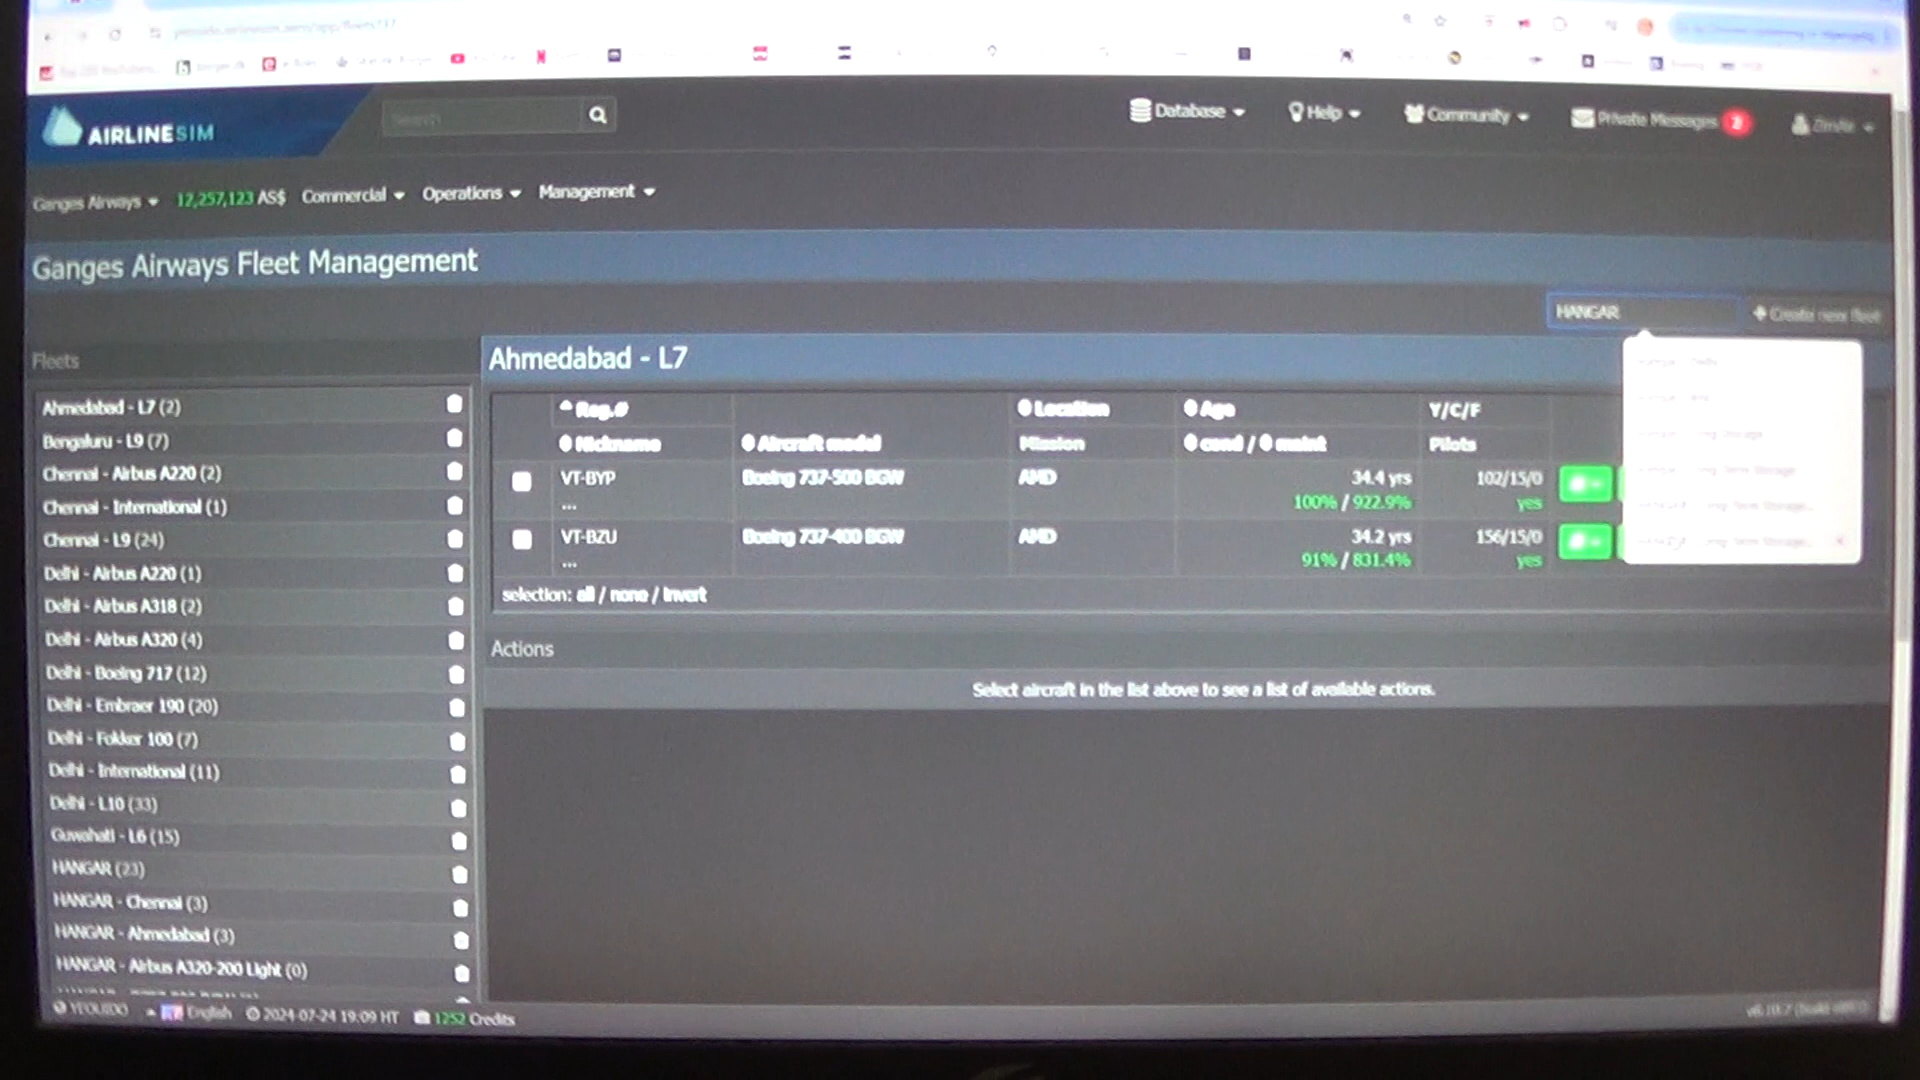 AIRLINESIM
Search
Database
Help
Community
Private Messages 2
Ganges Airways
12,257,123 AS$
Commercial
Operations
Management
Ganges Airways Fleet Management
HANGAR
Create new fleet
Fleets
Ahmedabad - L7 (2)
Bengaluru - L9 (7)
Chennai - Airbus A220 (2)
Chennai - International (1)
Chennai - L9 (24)
Delhi - Airbus A220 (1)
Delhi - Airbus A318 (2)
Delhi - Airbus A320 (4)
Delhi - Boeing 717 (12)
Delhi - Embraer 190 (20)
Delhi - Fokker 100 (7)
Delhi - International (11)
Delhi - L10 (33)
Guwahati - L6 (15)
HANGAR (23)
HANGAR - Chennai (3)
HANGAR - Ahmedabad (3)
HANGAR - Airbus A320-200 Light (0)
Ahmedabad - L7
Reg.# Location Age Y/C/F
Nickname Aircraft model Mission cond / maint Pilots
VT-BYP Boeing 737-500 BGW AMD 34.4 yrs 102/15/0
... 100% / 922.9% yes
VT-BZU Boeing 737-400 BGW AMD 34.2 yrs 156/15/0
... 91% / 831.4% yes
selection: all / none / invert
Actions
Select aircraft in the list above to see a list of available actions.
YEOUIDO
English
2024-07-24 19:09 HT
1252 Credits